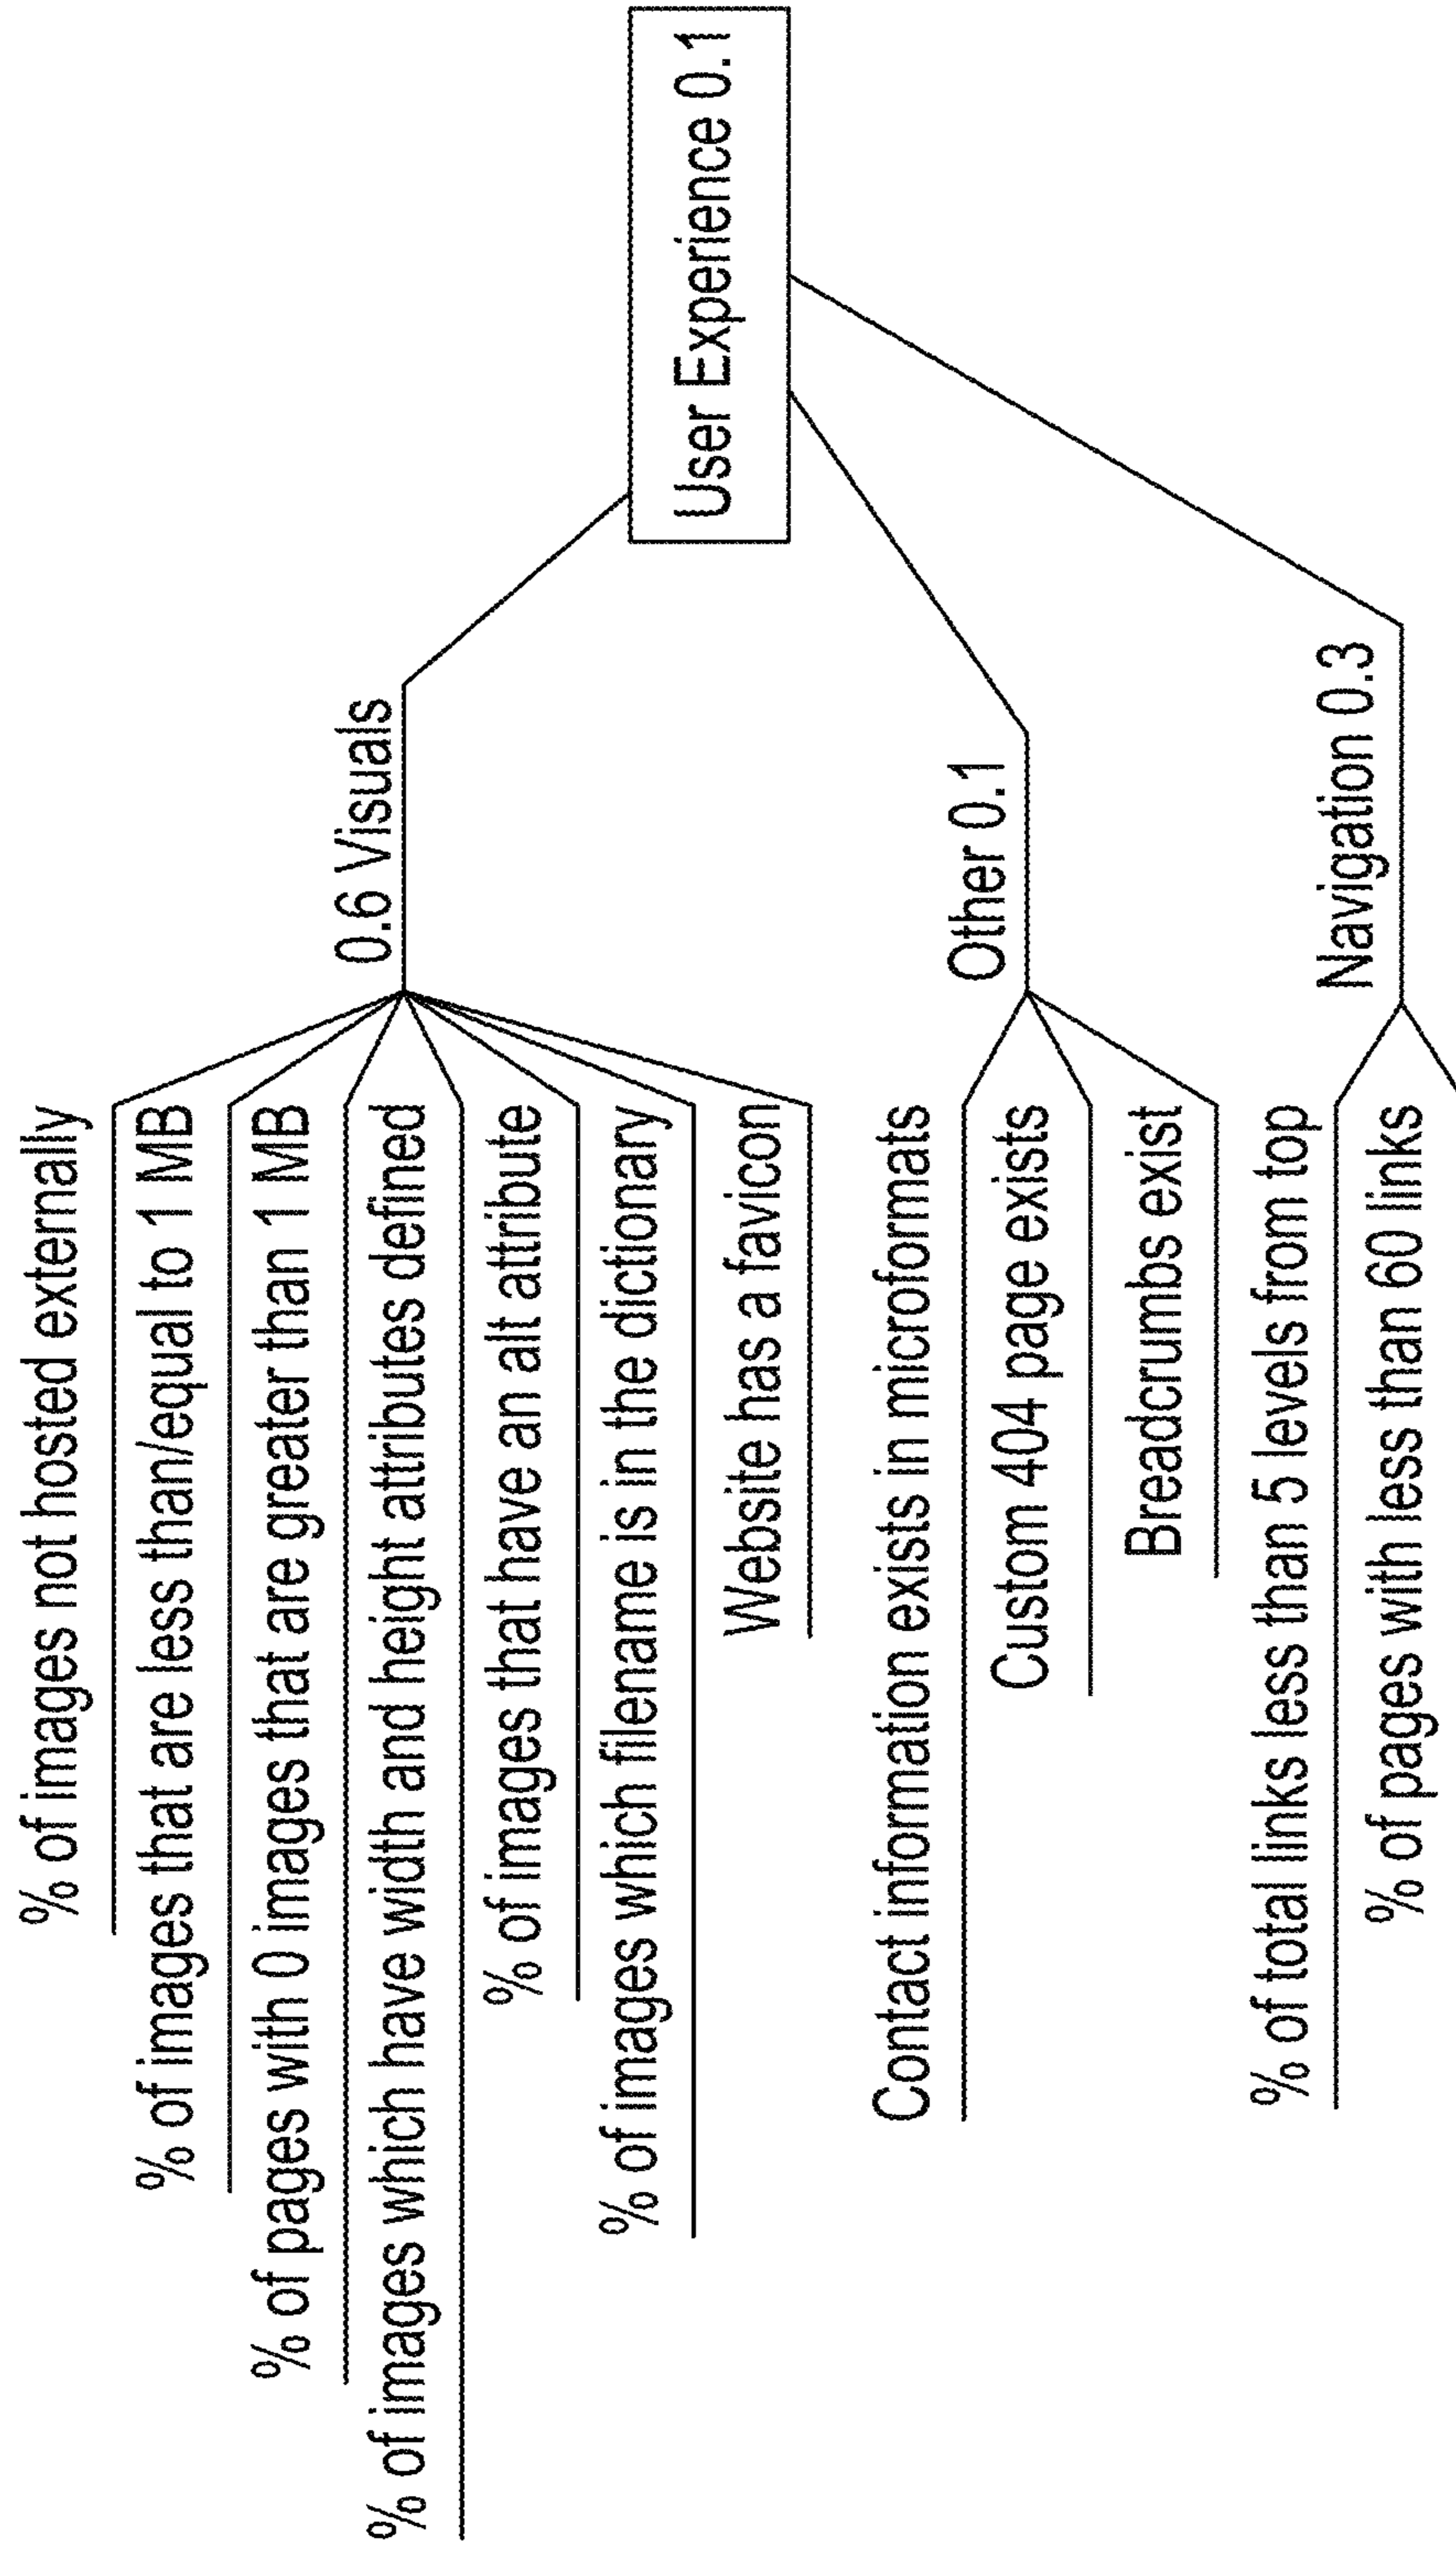 % of images not hosted externally
% of images that are less than/equal to 1 MB
% of pages with 0 images that are greater than 1 MB
% of images which have width and height attributes defined
% of images that have an alt attribute
% of images which filename is in the dictionary
Website has a favicon
0.6 Visuals
User Experience 0.1
Contact information exists in microformats
Custom 404 page exists
Breadcrumbs exist
Other 0.1
% of total links less than 5 levels from top
% of pages with less than 60 links
Navigation 0.3